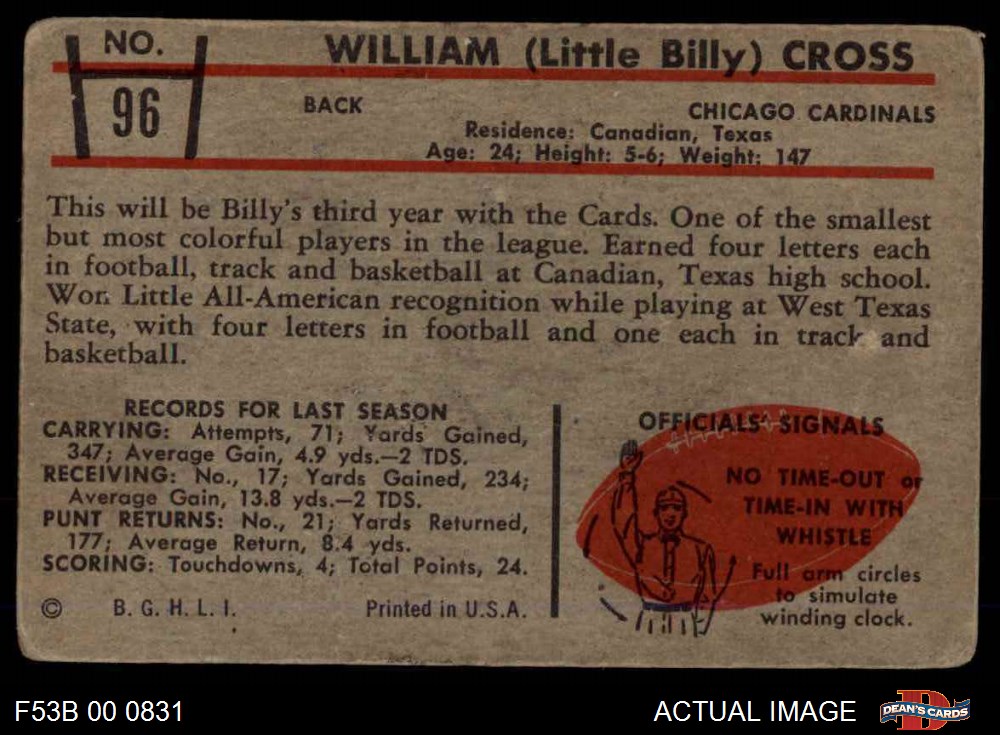 NO.
96
WILLIAM (Little Billy) CROSS
BACK
CHICAGO CARDINALS
Residence: Canadian, Texas
Age: 24; Height: 5-6; Weight: 147
This will be Billy's third year with the Cards. One of the smallest
but most colorful players in the league. Earned four letters each
in football, track and basketball at Canadian, Texas high school.
Won Little All-American recognition while playing at West Texas
State, with four letters in football and one each in track and
basketball.
RECORDS FOR LAST SEASON
CARRYING: Attempts, 71; Yards Gained,
347; Average Gain, 4.9 yds.—2 TDS.
RECEIVING: No., 17; Yards Gained, 234;
Average Gain, 13.8 yds.—2 TDS.
PUNT RETURNS: No., 21; Yards Returned,
177; Average Return, 8.4 yds.
SCORING: Touchdowns, 4; Total Points, 24.
© B. G. H. L. I. Printed in U.S.A.
OFFICIALS' SIGNALS
NO TIME-OUT or
TIME-IN WITH
WHISTLE
Full arm circles
to simulate
winding clock.
F53B 00 0831
ACTUAL IMAGE
D
DEAN'S CARDS